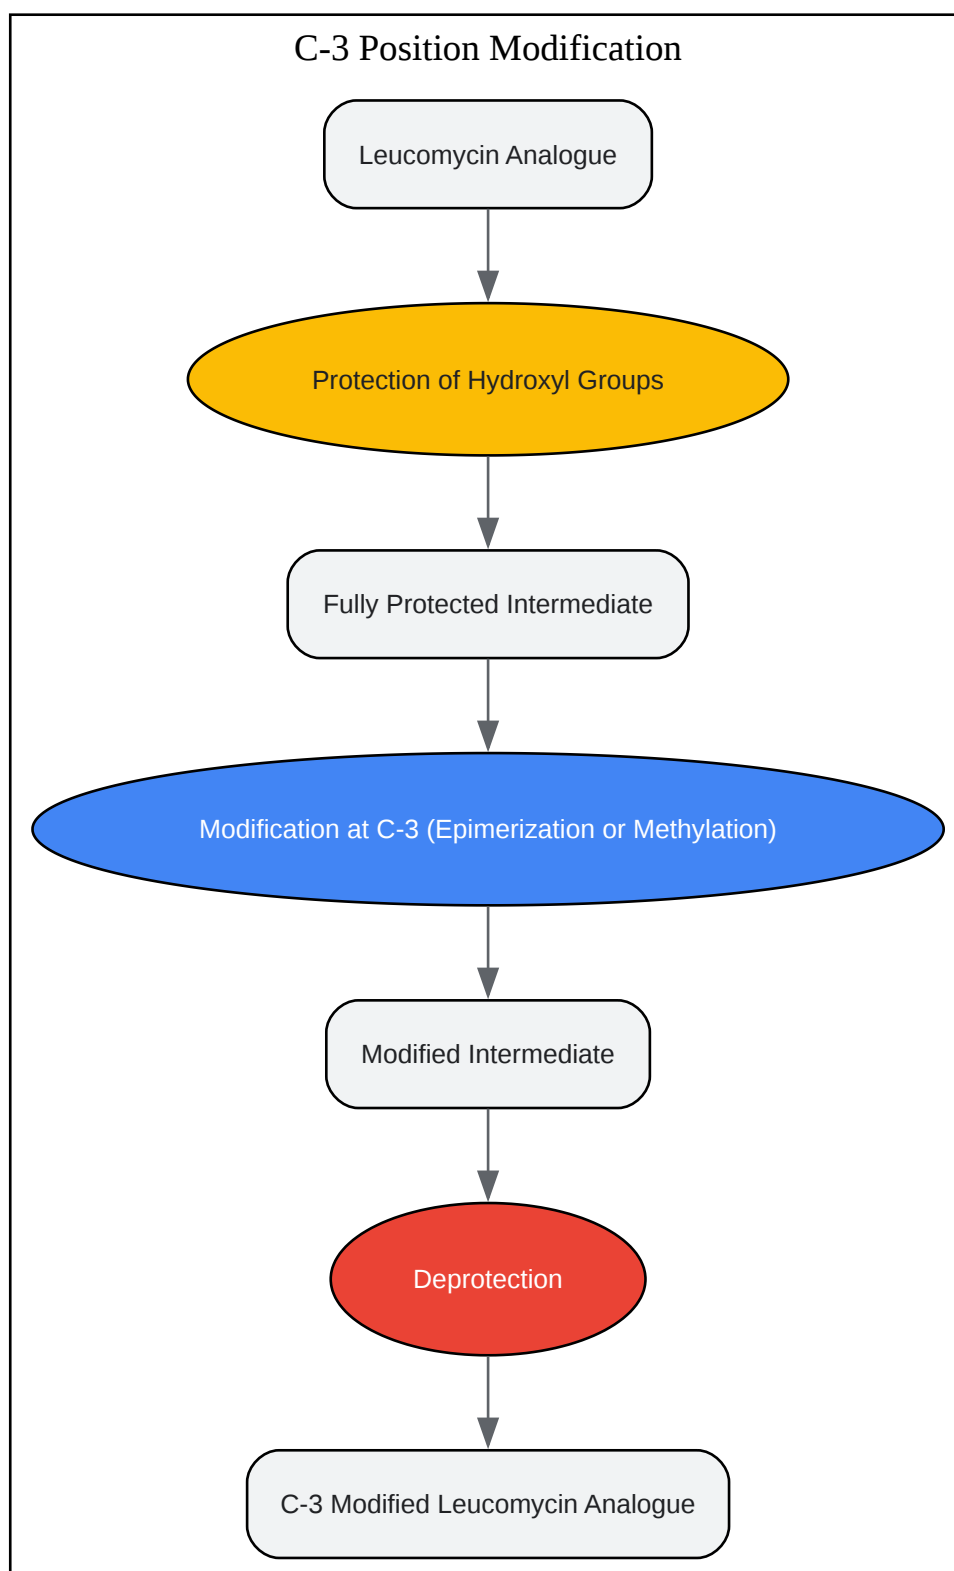 C-3 Position Modification
Leucomycin Analogue
Protection of Hydroxyl Groups
Fully Protected Intermediate
Modification at C-3 (Epimerization or Methylation)
Modified Intermediate
Deprotection
C-3 Modified Leucomycin Analogue